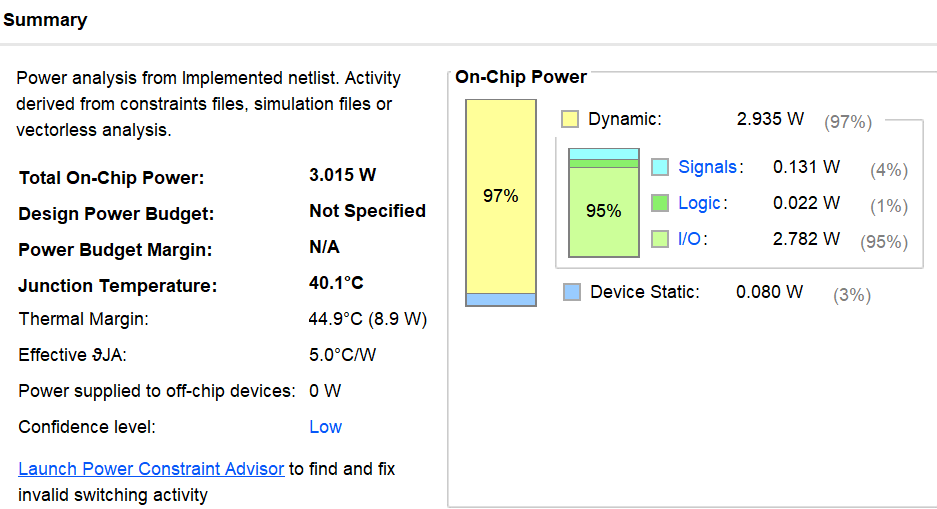 Summary
Power analysis from Implemented netlist. Activity
derived from constraints files, simulation files or
vectorless analysis.
Total On-Chip Power: 3.015 W
Design Power Budget: Not Specified
Power Budget Margin: N/A
Junction Temperature: 40.1°C
Thermal Margin: 44.9°C (8.9 W)
Effective ϑJA: 5.0°C/W
Power supplied to off-chip devices: 0 W
Confidence level: Low
Launch Power Constraint Advisor to find and fix
invalid switching activity
On-Chip Power
97%
Dynamic: 2.935 W (97%)
95%
Signals: 0.131 W (4%)
Logic: 0.022 W (1%)
I/O: 2.782 W (95%)
Device Static: 0.080 W (3%)